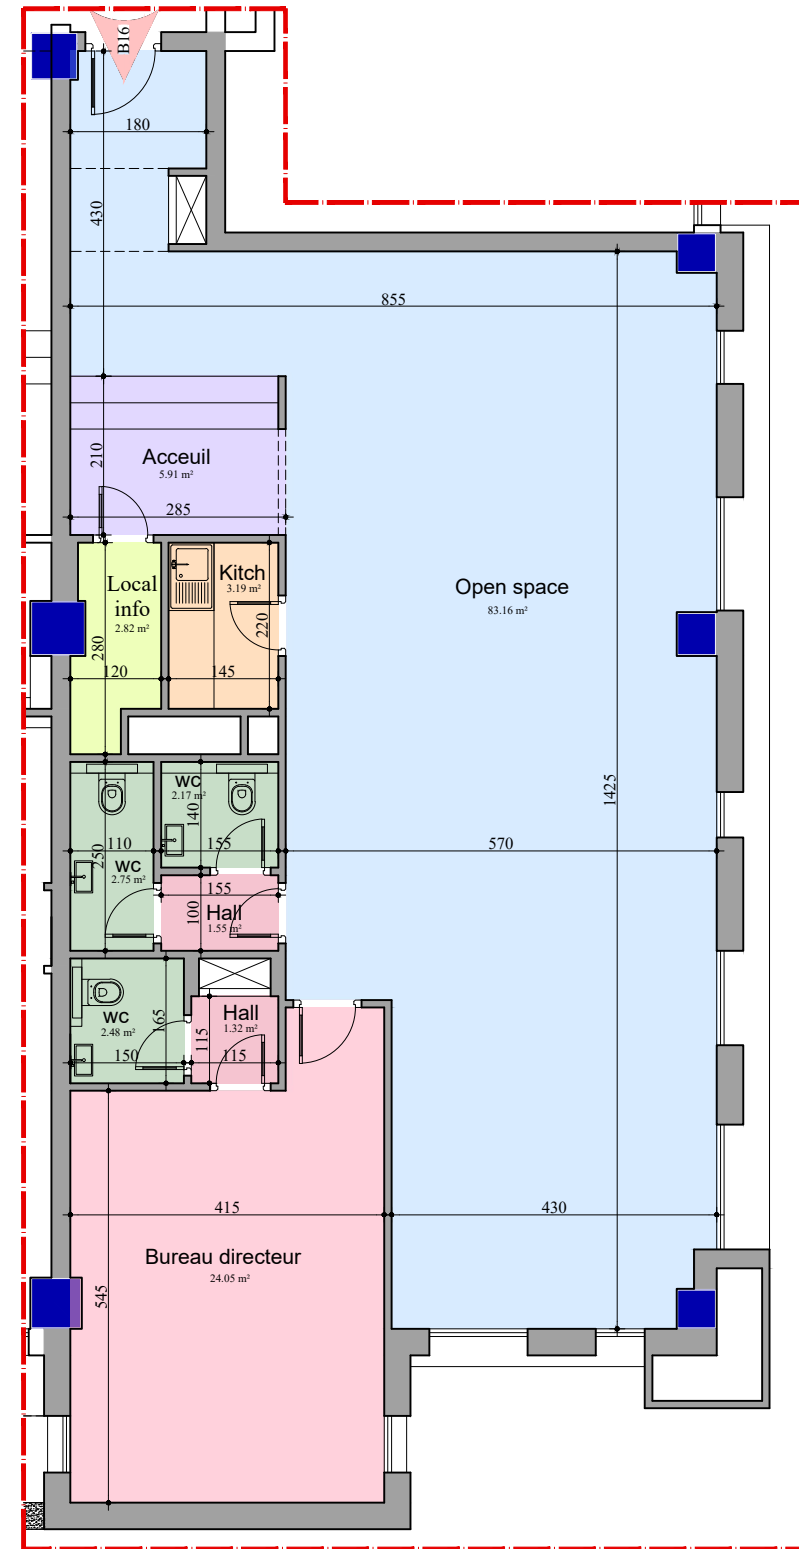 B16
180
430
855
210
Acceuil
5.91 m²
285
Local
info
2.82 m²
Kitch
3.19 m²
Open space
83.16 m²
280
220
120
145
1425
wc
2.17 m²
140
110
155
570
250
wc
2.75 m²
155
100
Hall
1.55 m²
wc
2.48 m²
165
Hall
1.32 m²
115
150
115
415
430
Bureau directeur
24.05 m²
545